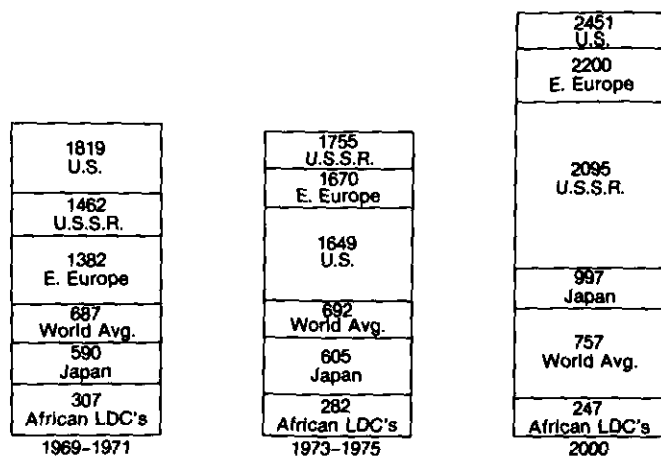 1819
U.S.
1462
U.S.S.R.
1382
E. Europe
687
World Avg.
590
Japan
307
African LDC's
1969–1971
1755
U.S.S.R.
1670
E. Europe
1649
U.S.
692
World Avg.
605
Japan
282
African LDC's
1973–1975
2451
U.S.
2200
E. Europe
2095
U.S.S.R.
997
Japan
757
World Avg.
247
African LDC's
2000